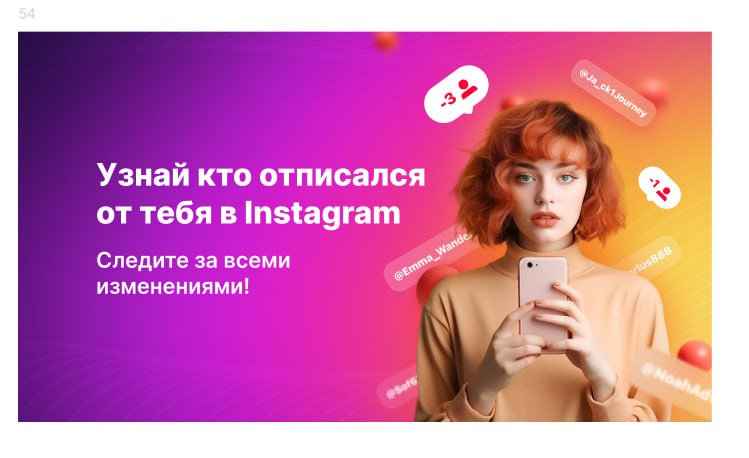 54
-3
@Ja_ck1Journey
Узнай кто отписался
от тебя в Instagram
-1
Следите за всеми
изменениями!